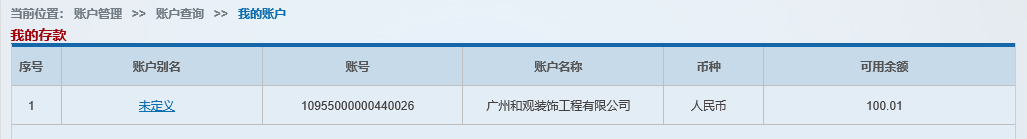 当前位置： 账户管理 >> 账户查询 >> 我的账户
我的存款
序号 账户别名 账号 账户名称 币种 可用余额
1 未定义 10955000000440026 广州和观装饰工程有限公司 人民币 100.01